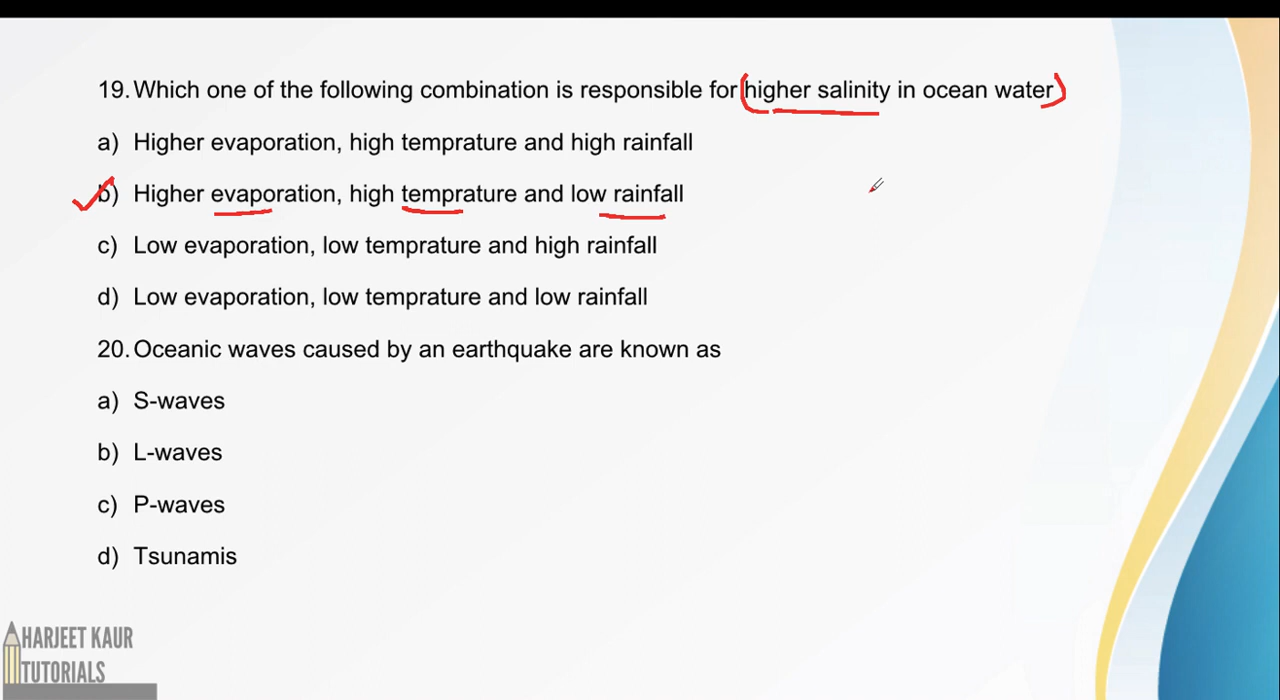 19. Which one of the following combination is responsible for higher salinity in ocean water
a) Higher evaporation, high temprature and high rainfall
b) Higher evaporation, high temprature and low rainfall
c) Low evaporation, low temprature and high rainfall
d) Low evaporation, low temprature and low rainfall
20. Oceanic waves caused by an earthquake are known as
a) S-waves
b) L-waves
c) P-waves
d) Tsunamis
HARJEET KAUR
TUTORIALS